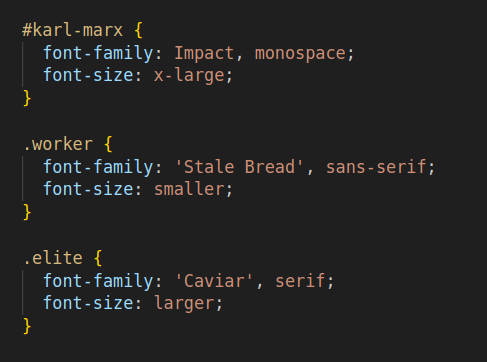 #karl-marx {
  font-family: Impact, monospace;
  font-size: x-large;
}

.worker {
  font-family: 'Stale Bread', sans-serif;
  font-size: smaller;
}

.elite {
  font-family: 'Caviar', serif;
  font-size: larger;
}